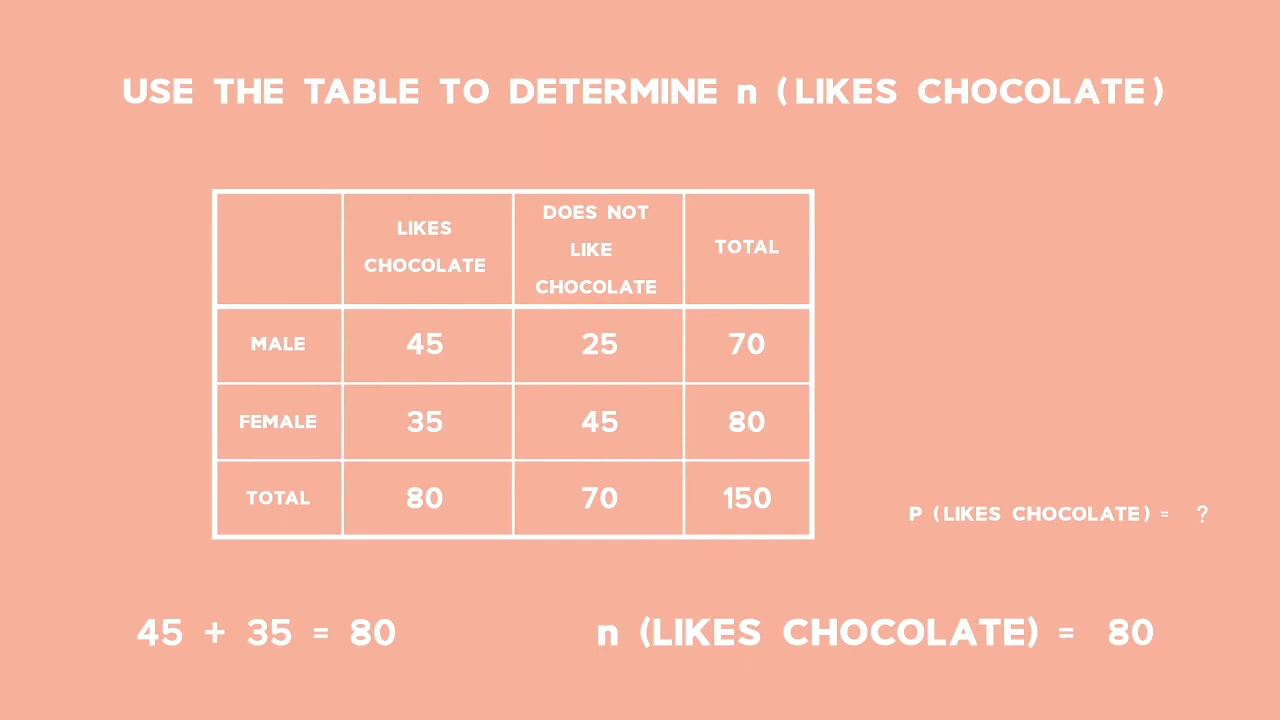 USE THE TABLE TO DETERMINE n (LIKES CHOCOLATE)
LIKES
CHOCOLATE
DOES NOT
LIKE
CHOCOLATE
TOTAL
MALE 45 25 70
FEMALE 35 45 80
TOTAL 80 70 150
P (LIKES CHOCOLATE) = ?
45 + 35 = 80
n (LIKES CHOCOLATE) = 80